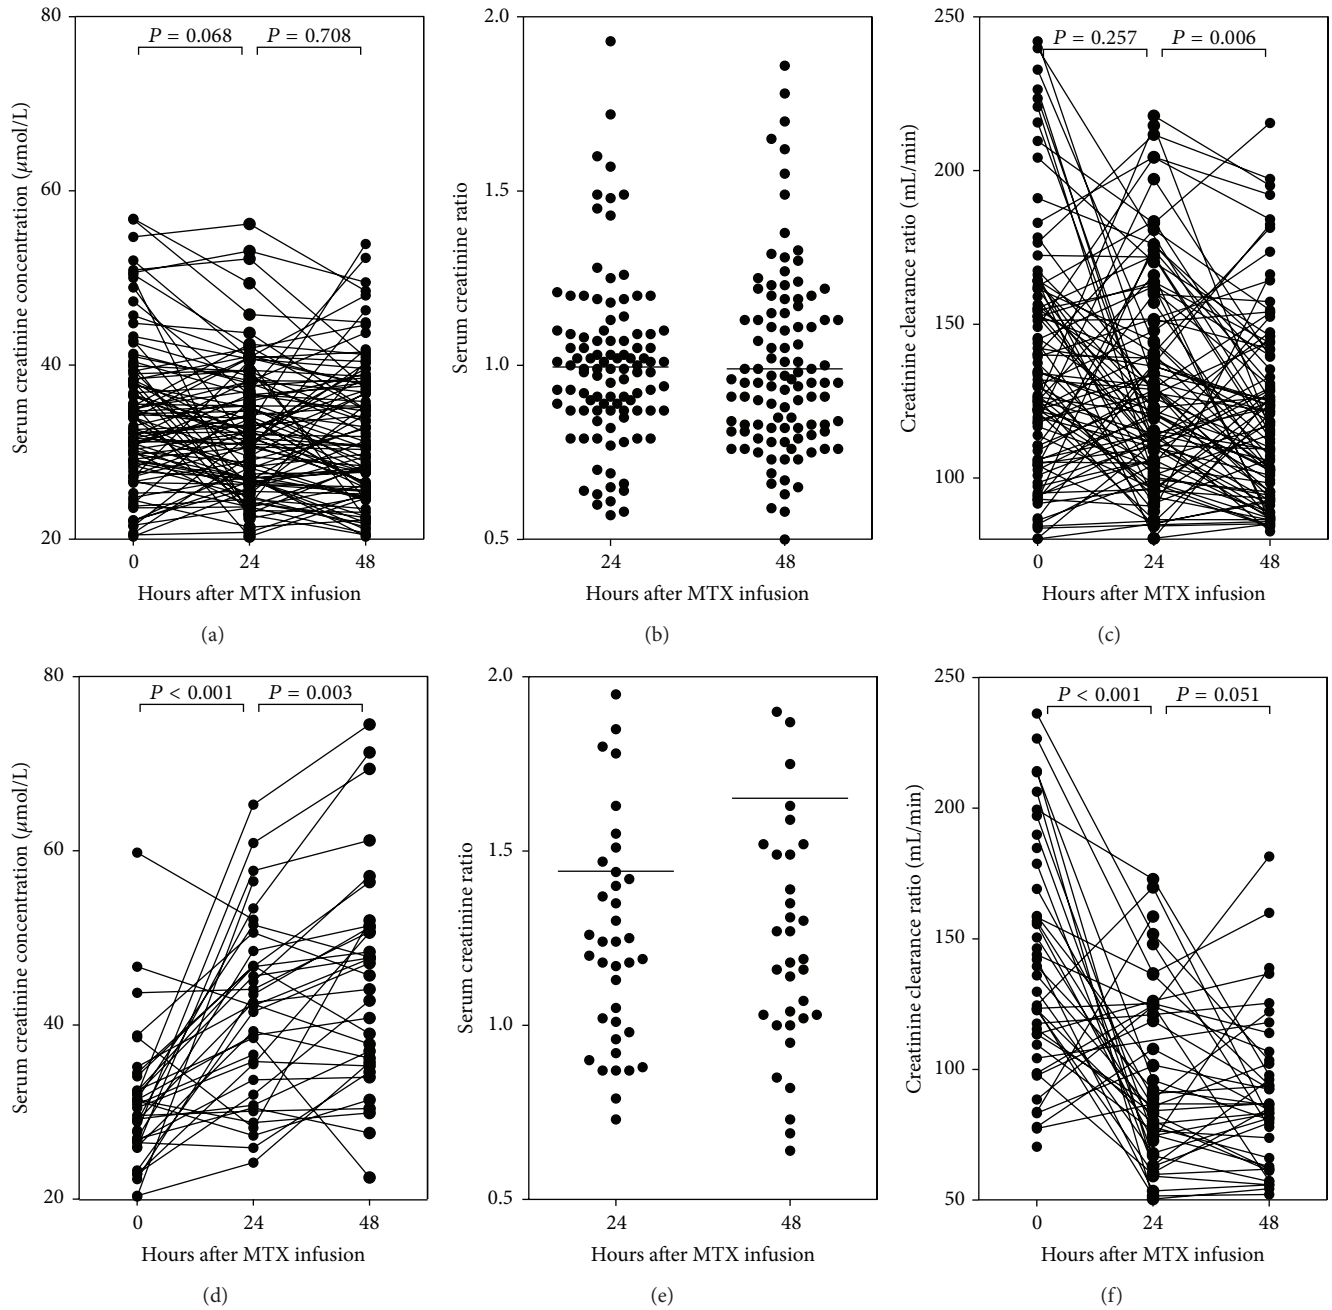 80
60
40
20
Serum creatinine concentration (µmol/L)
P = 0.068
P = 0.708
0
24
48
Hours after MTX infusion
(a)
2.0
1.5
1.0
0.5
Serum creatinine ratio
24
48
Hours after MTX infusion
(b)
250
200
150
100
Creatinine clearance ratio (mL/min)
P = 0.257
P = 0.006
0
24
48
Hours after MTX infusion
(c)
80
60
40
20
Serum creatinine concentration (µmol/L)
P < 0.001
P = 0.003
0
24
48
Hours after MTX infusion
(d)
2.0
1.5
1.0
0.5
Serum creatinine ratio
24
48
Hours after MTX infusion
(e)
250
200
150
100
50
Creatinine clearance ratio (mL/min)
P < 0.001
P = 0.051
0
24
48
Hours after MTX infusion
(f)